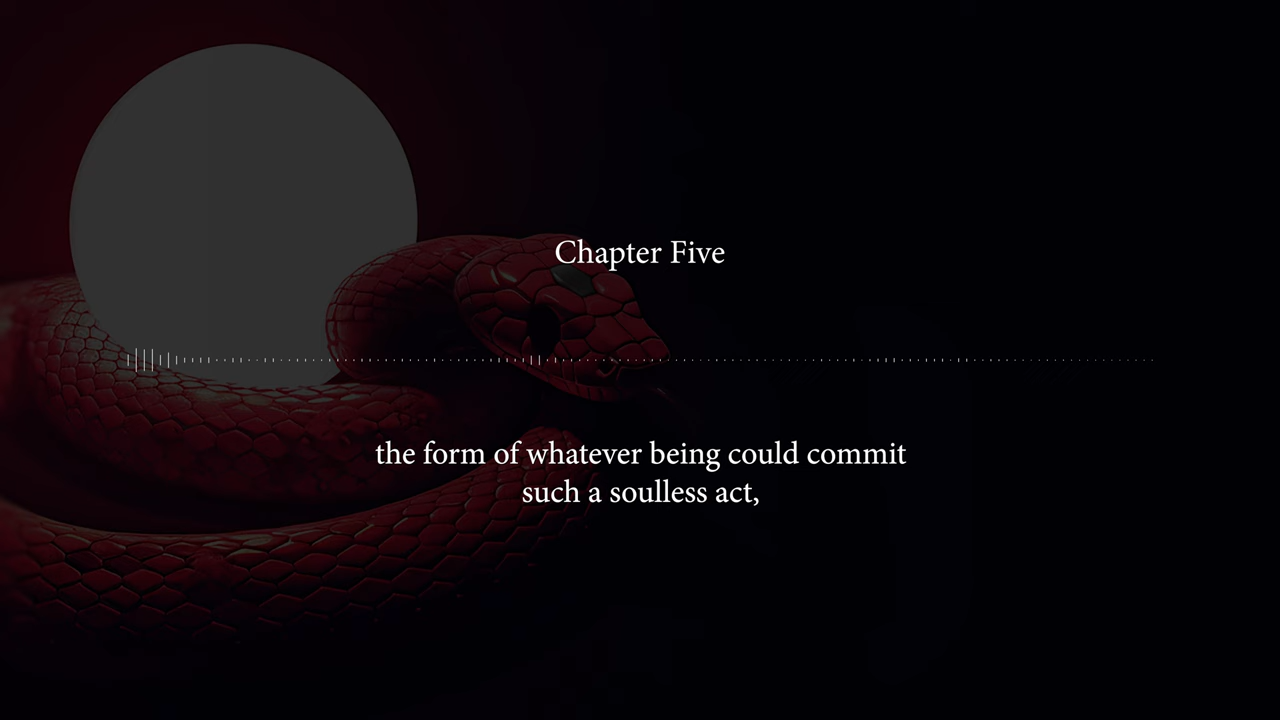 Chapter Five
the form of whatever being could commit
such a soulless act,